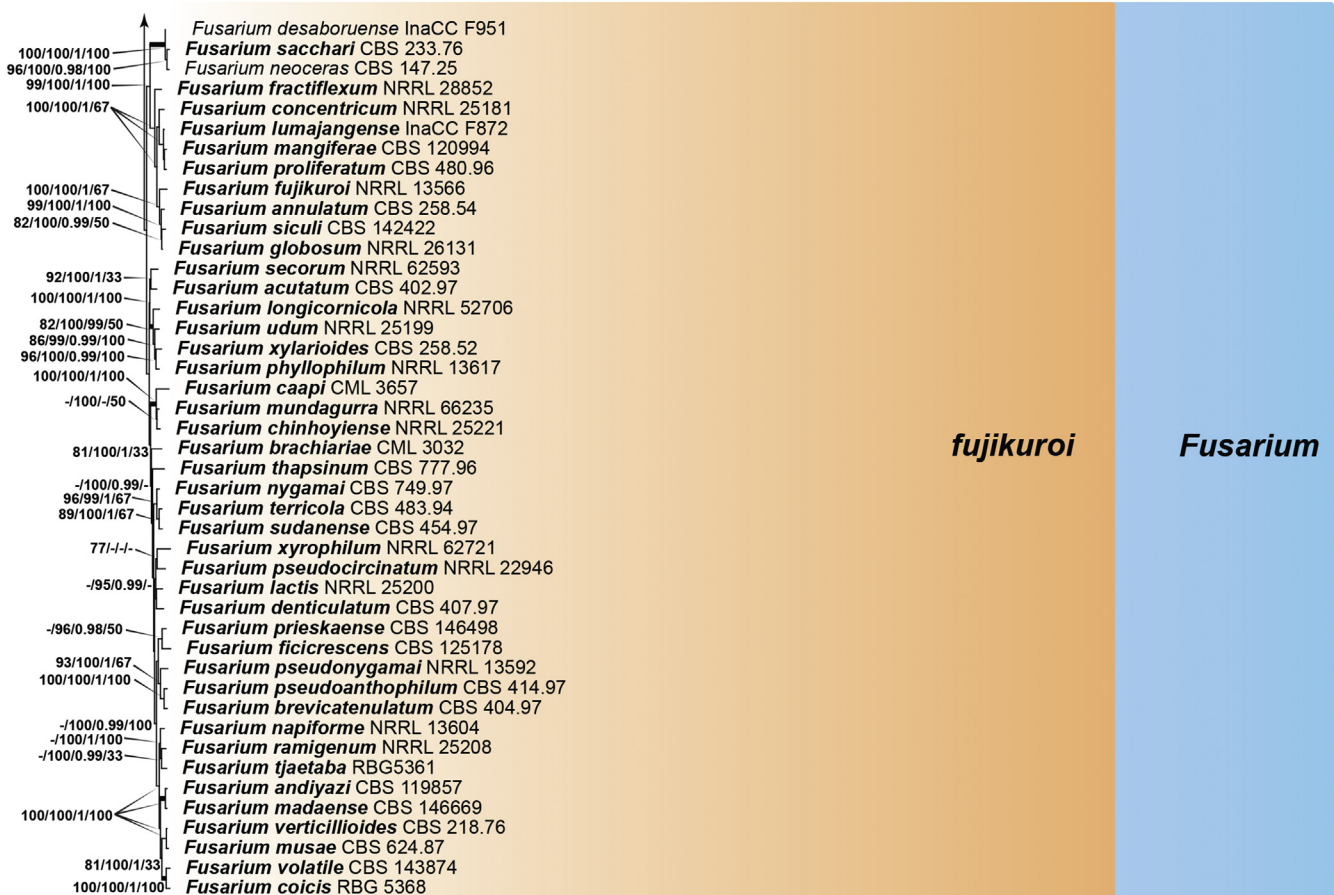 Fusarium desaboruense InaCC F951
100/100/1/100 Fusarium sacchari CBS 233.76
96/100/0.98/100 Fusarium neoceras CBS 147.25
99/100/1/100 Fusarium fractiflexum NRRL 28852
100/100/1/67 Fusarium concentricum NRRL 25181
Fusarium lumajangense InaCC F872
Fusarium mangiferae CBS 120994
Fusarium proliferatum CBS 480.96
100/100/1/67 Fusarium fujikuroi NRRL 13566
99/100/1/100 Fusarium annulatum CBS 258.54
82/100/0.99/50 Fusarium siculi CBS 142422
Fusarium globosum NRRL 26131
Fusarium secorum NRRL 62593
92/100/1/33 Fusarium acutatum CBS 402.97
100/100/1/100 Fusarium longicornicola NRRL 52706
82/100/99/50 Fusarium udum NRRL 25199
86/99/0.99/100 Fusarium xylarioides CBS 258.52
96/100/0.99/100 Fusarium phyllophilum NRRL 13617
100/100/1/100 Fusarium caapi CML 3657
-/100/-/50 Fusarium mundagurra NRRL 66235
Fusarium chinhoyiense NRRL 25221
81/100/1/33 Fusarium brachiariae CML 3032
fujikuroi
Fusarium
Fusarium thapsinum CBS 777.96
-/100/0.99/- Fusarium nygamai CBS 749.97
96/99/1/67 Fusarium terricola CBS 483.94
89/100/1/67 Fusarium sudanense CBS 454.97
77/-/-/- Fusarium xyrophilum NRRL 62721
Fusarium pseudocircinatum NRRL 22946
-/95/0.99/- Fusarium lactis NRRL 25200
Fusarium denticulatum CBS 407.97
-/96/0.98/50 Fusarium prieskaense CBS 146498
Fusarium ficicrescens CBS 125178
93/100/1/67 Fusarium pseudonygamai NRRL 13592
100/100/1/100 Fusarium pseudoanthophilum CBS 414.97
Fusarium brevicatenulatum CBS 404.97
-/100/0.99/100 Fusarium napiforme NRRL 13604
-/100/1/100 Fusarium ramigenum NRRL 25208
-/100/0.99/33 Fusarium tjaetaba RBG5361
Fusarium andiyazi CBS 119857
Fusarium madaense CBS 146669
100/100/1/100 Fusarium verticillioides CBS 218.76
Fusarium musae CBS 624.87
81/100/1/33 Fusarium volatile CBS 143874
100/100/1/100 Fusarium coicis RBG 5368